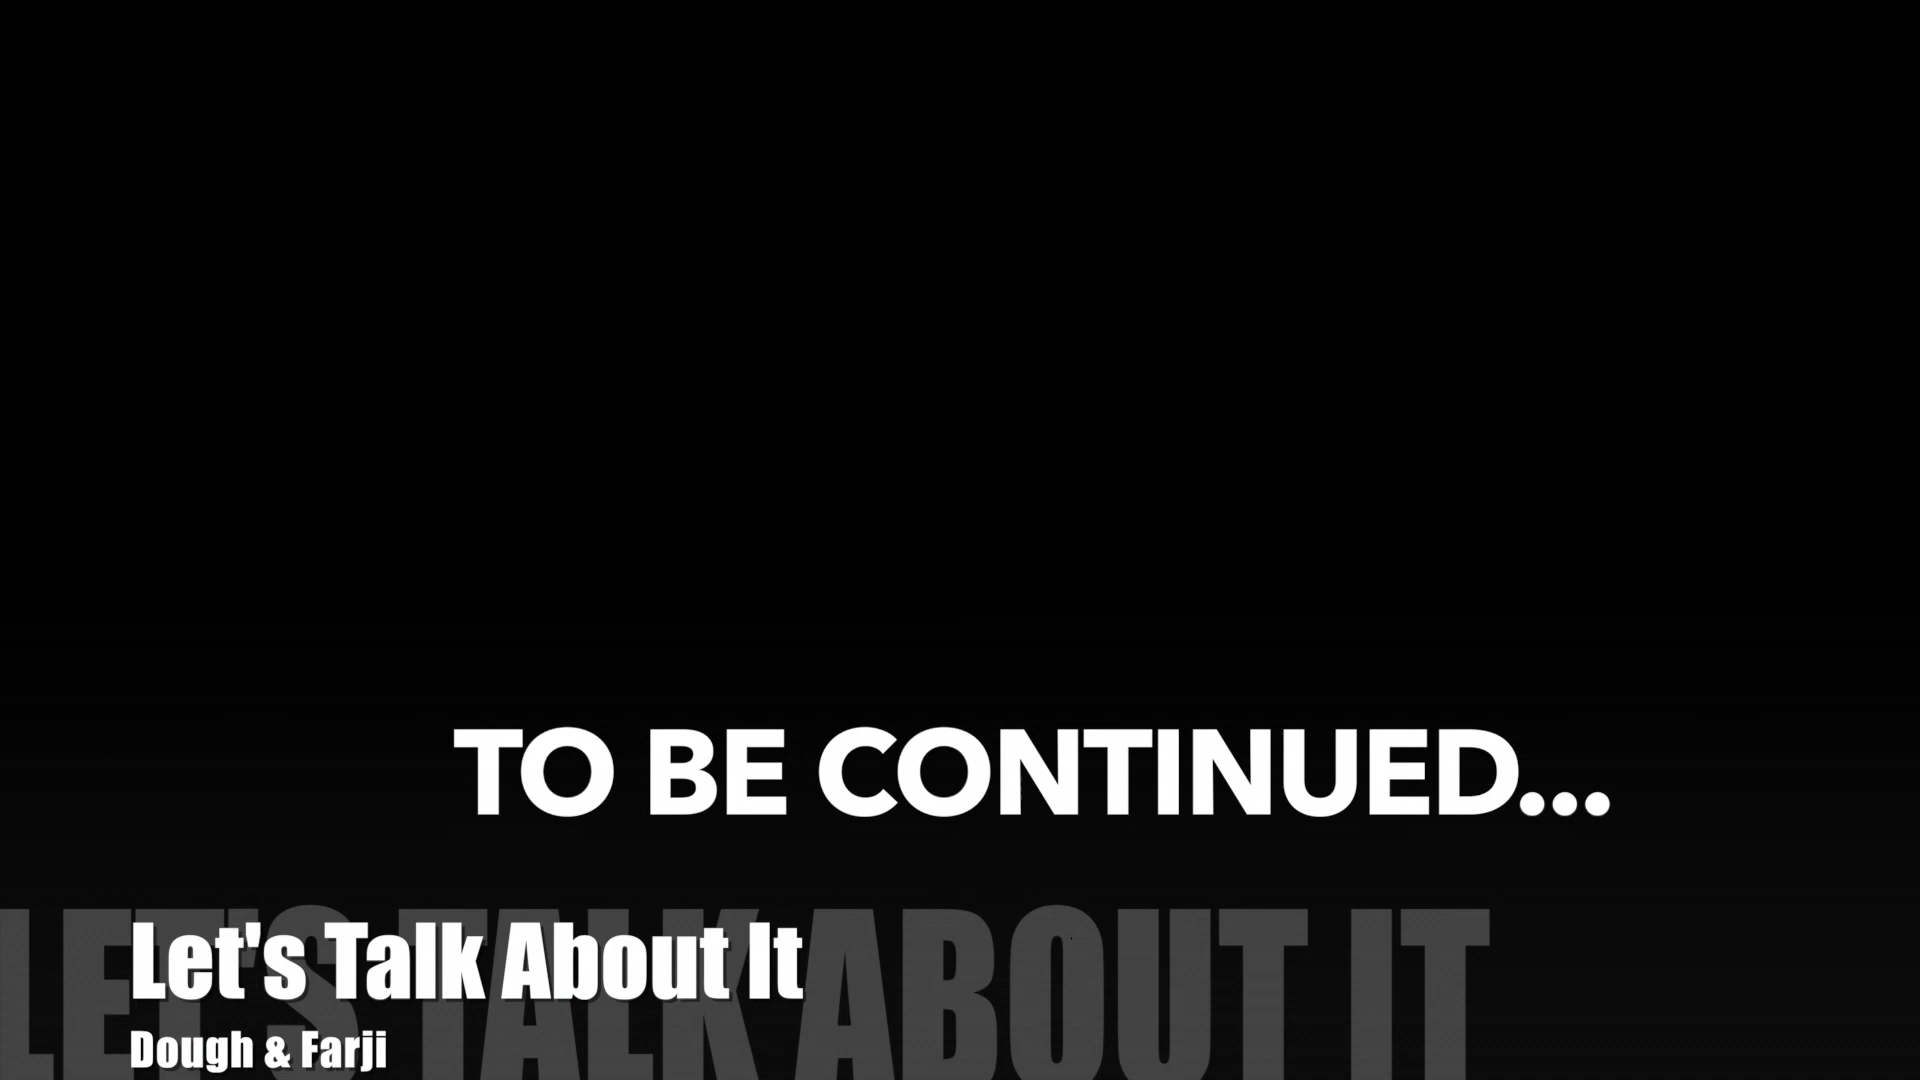 TO BE CONTINUED...
LET'S TALK ABOUT IT
Let's Talk About It
Dough & Farji